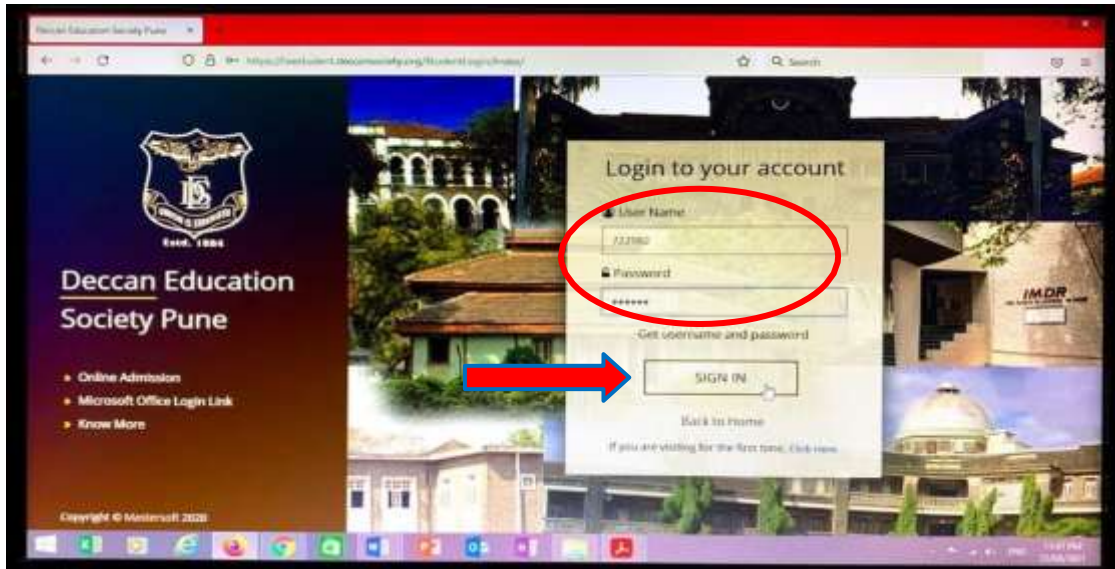 Deccan Education Society Pune
Search
DES
Estd. 1884
Deccan Education
Society Pune
Online Admission
Microsoft Office Login Link
Know More
Copyright © Mastersoft 2020
Login to your account
User Name
Password
******
Get username and password
SIGN IN
Back to Home
If you are visiting for the first time, Click Here
IMDR